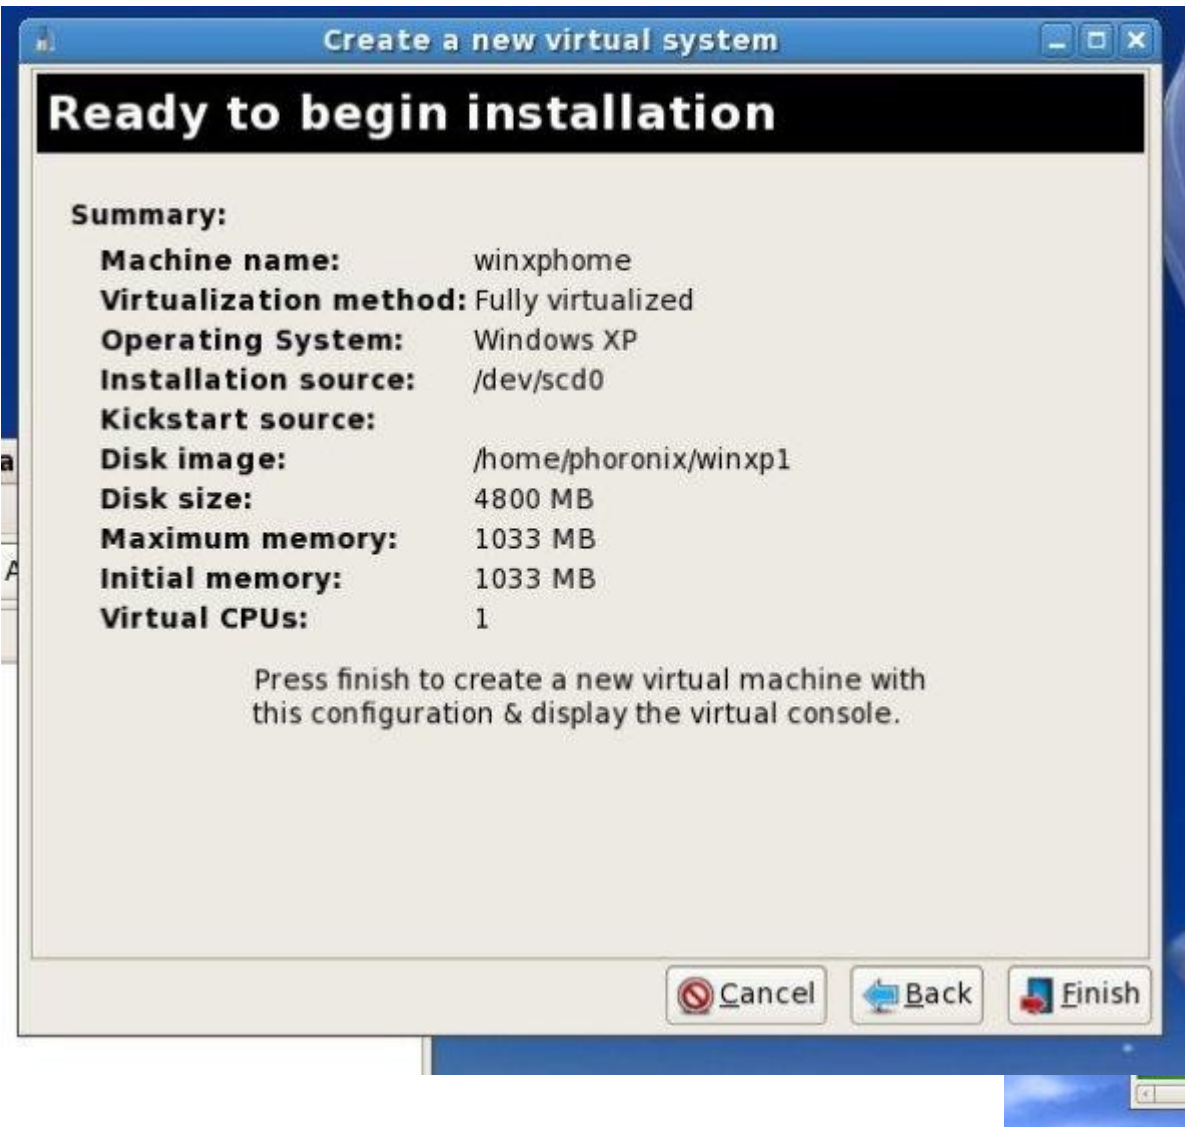 Create a new virtual system
Ready to begin installation
Summary:
Machine name: winxphome
Virtualization method: Fully virtualized
Operating System: Windows XP
Installation source: /dev/scd0
Kickstart source:
Disk image: /home/phoronix/winxp1
Disk size: 4800 MB
Maximum memory: 1033 MB
Initial memory: 1033 MB
Virtual CPUs: 1
Press finish to create a new virtual machine with
this configuration & display the virtual console.
Cancel Back Finish